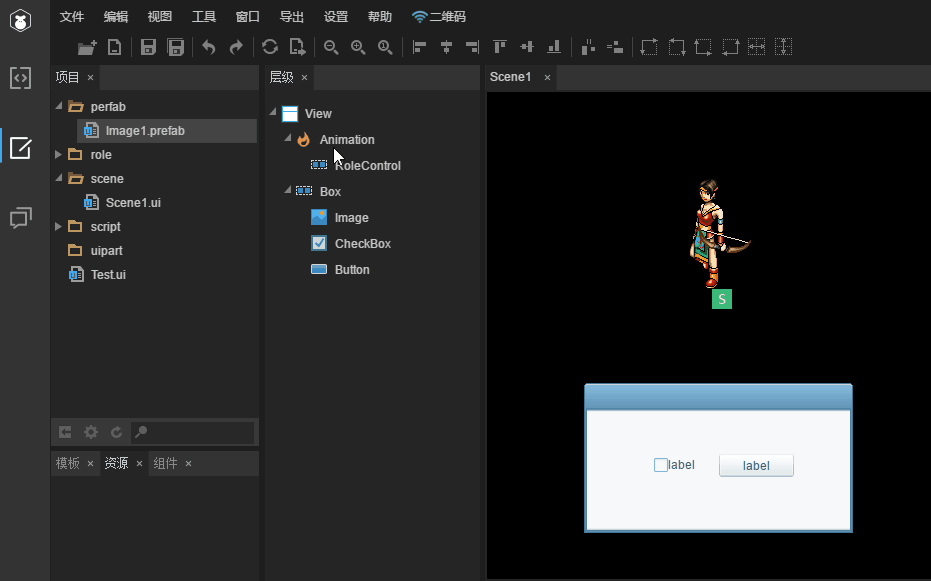 文件 编辑 视图 工具 窗口 导出 设置 帮助 二维码
项目 ×
perfab
Image1.prefab
role
scene
Scene1.ui
script
uipart
Test.ui
模板 × 资源 × 组件 ×
层级 ×
View
Animation
RoleControl
Box
Image
CheckBox
Button
Scene1 ×
S
label label